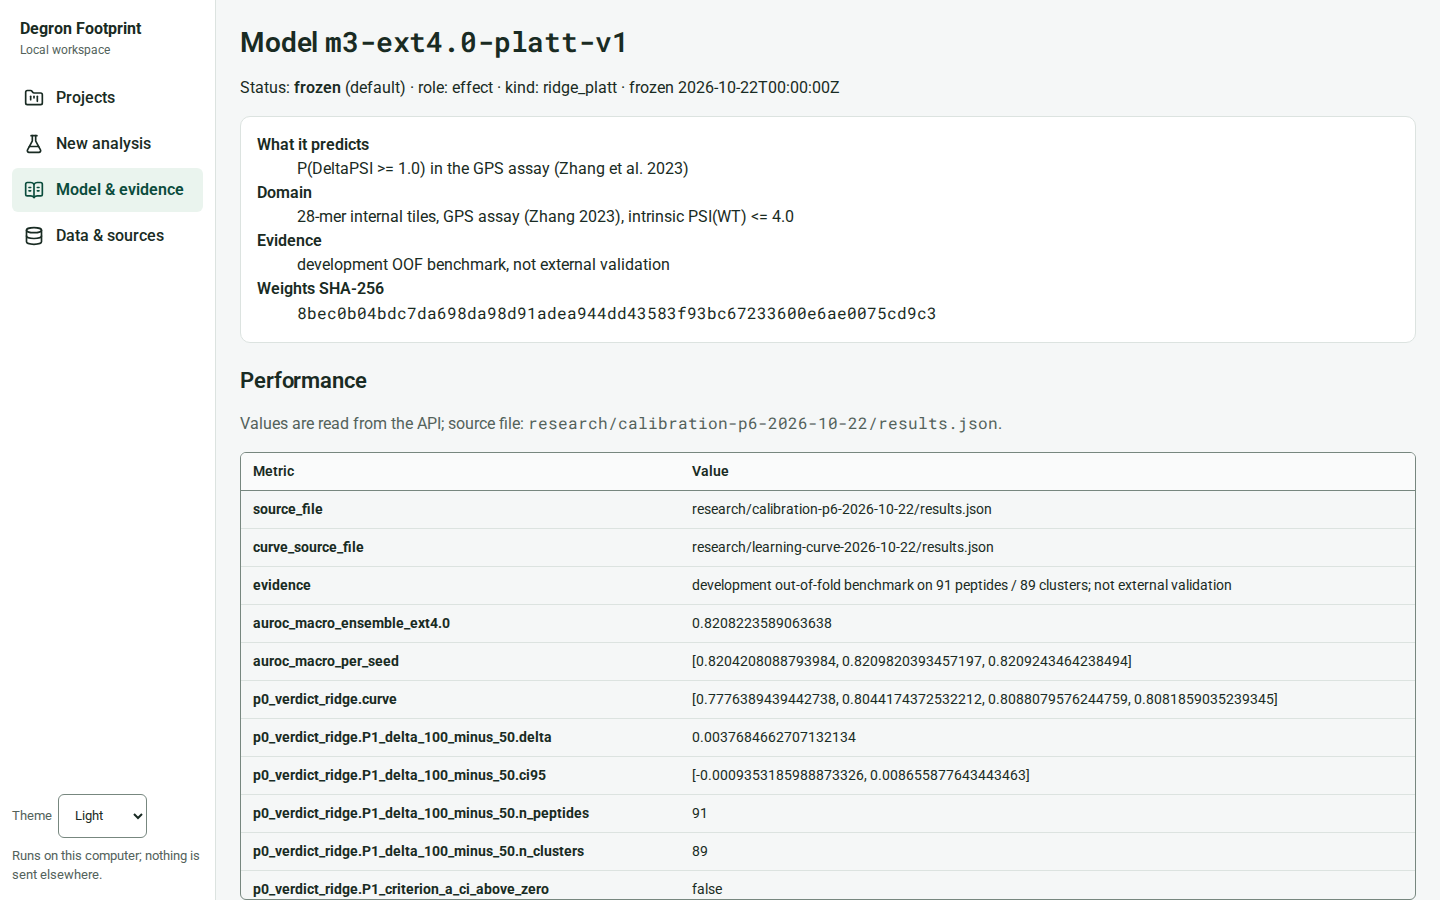 Degron Footprint
Local workspace
Projects
New analysis
Model & evidence
Data & sources
Theme
Light
Runs on this computer; nothing is
sent elsewhere.
Model m3-ext4.0-platt-v1
Status: frozen (default) · role: effect · kind: ridge_platt · frozen 2026-10-22T00:00:00Z
What it predicts
P(DeltaPSI >= 1.0) in the GPS assay (Zhang et al. 2023)
Domain
28-mer internal tiles, GPS assay (Zhang 2023), intrinsic PSI(WT) <= 4.0
Evidence
development OOF benchmark, not external validation
Weights SHA-256
8bec0b04bdc7da698da98d91adea944dd43583f93bc67233600e6ae0075cd9c3
Performance
Values are read from the API; source file: research/calibration-p6-2026-10-22/results.json.
Metric Value
source_file research/calibration-p6-2026-10-22/results.json
curve_source_file research/learning-curve-2026-10-22/results.json
evidence development out-of-fold benchmark on 91 peptides / 89 clusters; not external validation
auroc_macro_ensemble_ext4.0 0.8208223589063638
auroc_macro_per_seed [0.8204208088793984, 0.8209820393457197, 0.8209243464238494]
p0_verdict_ridge.curve [0.7776389439442738, 0.8044174372532212, 0.8088079576244759, 0.8081859035239345]
p0_verdict_ridge.P1_delta_100_minus_50.delta 0.0037684662707132134
p0_verdict_ridge.P1_delta_100_minus_50.ci95 [-0.0009353185988873326, 0.008655877643443463]
p0_verdict_ridge.P1_delta_100_minus_50.n_peptides 91
p0_verdict_ridge.P1_delta_100_minus_50.n_clusters 89
p0_verdict_ridge.P1_criterion_a_ci_above_zero false